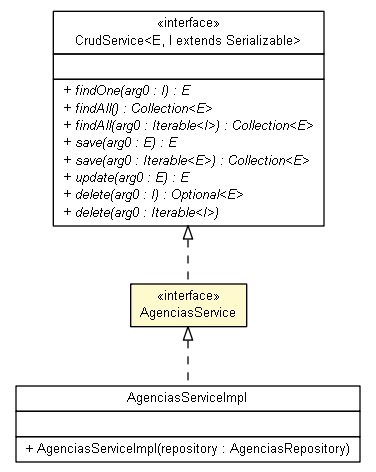 «interface»
CrudService<E, I extends Serializable>
+ findOne(arg0 : I) : E
+ findAll() : Collection<E>
+ findAll(arg0 : Iterable<I>) : Collection<E>
+ save(arg0 : E) : E
+ save(arg0 : Iterable<E>) : Collection<E>
+ update(arg0 : E) : E
+ delete(arg0 : I) : Optional<E>
+ delete(arg0 : Iterable<I>)
«interface»
AgenciasService
AgenciasServiceImpl
+ AgenciasServiceImpl(repository : AgenciasRepository)